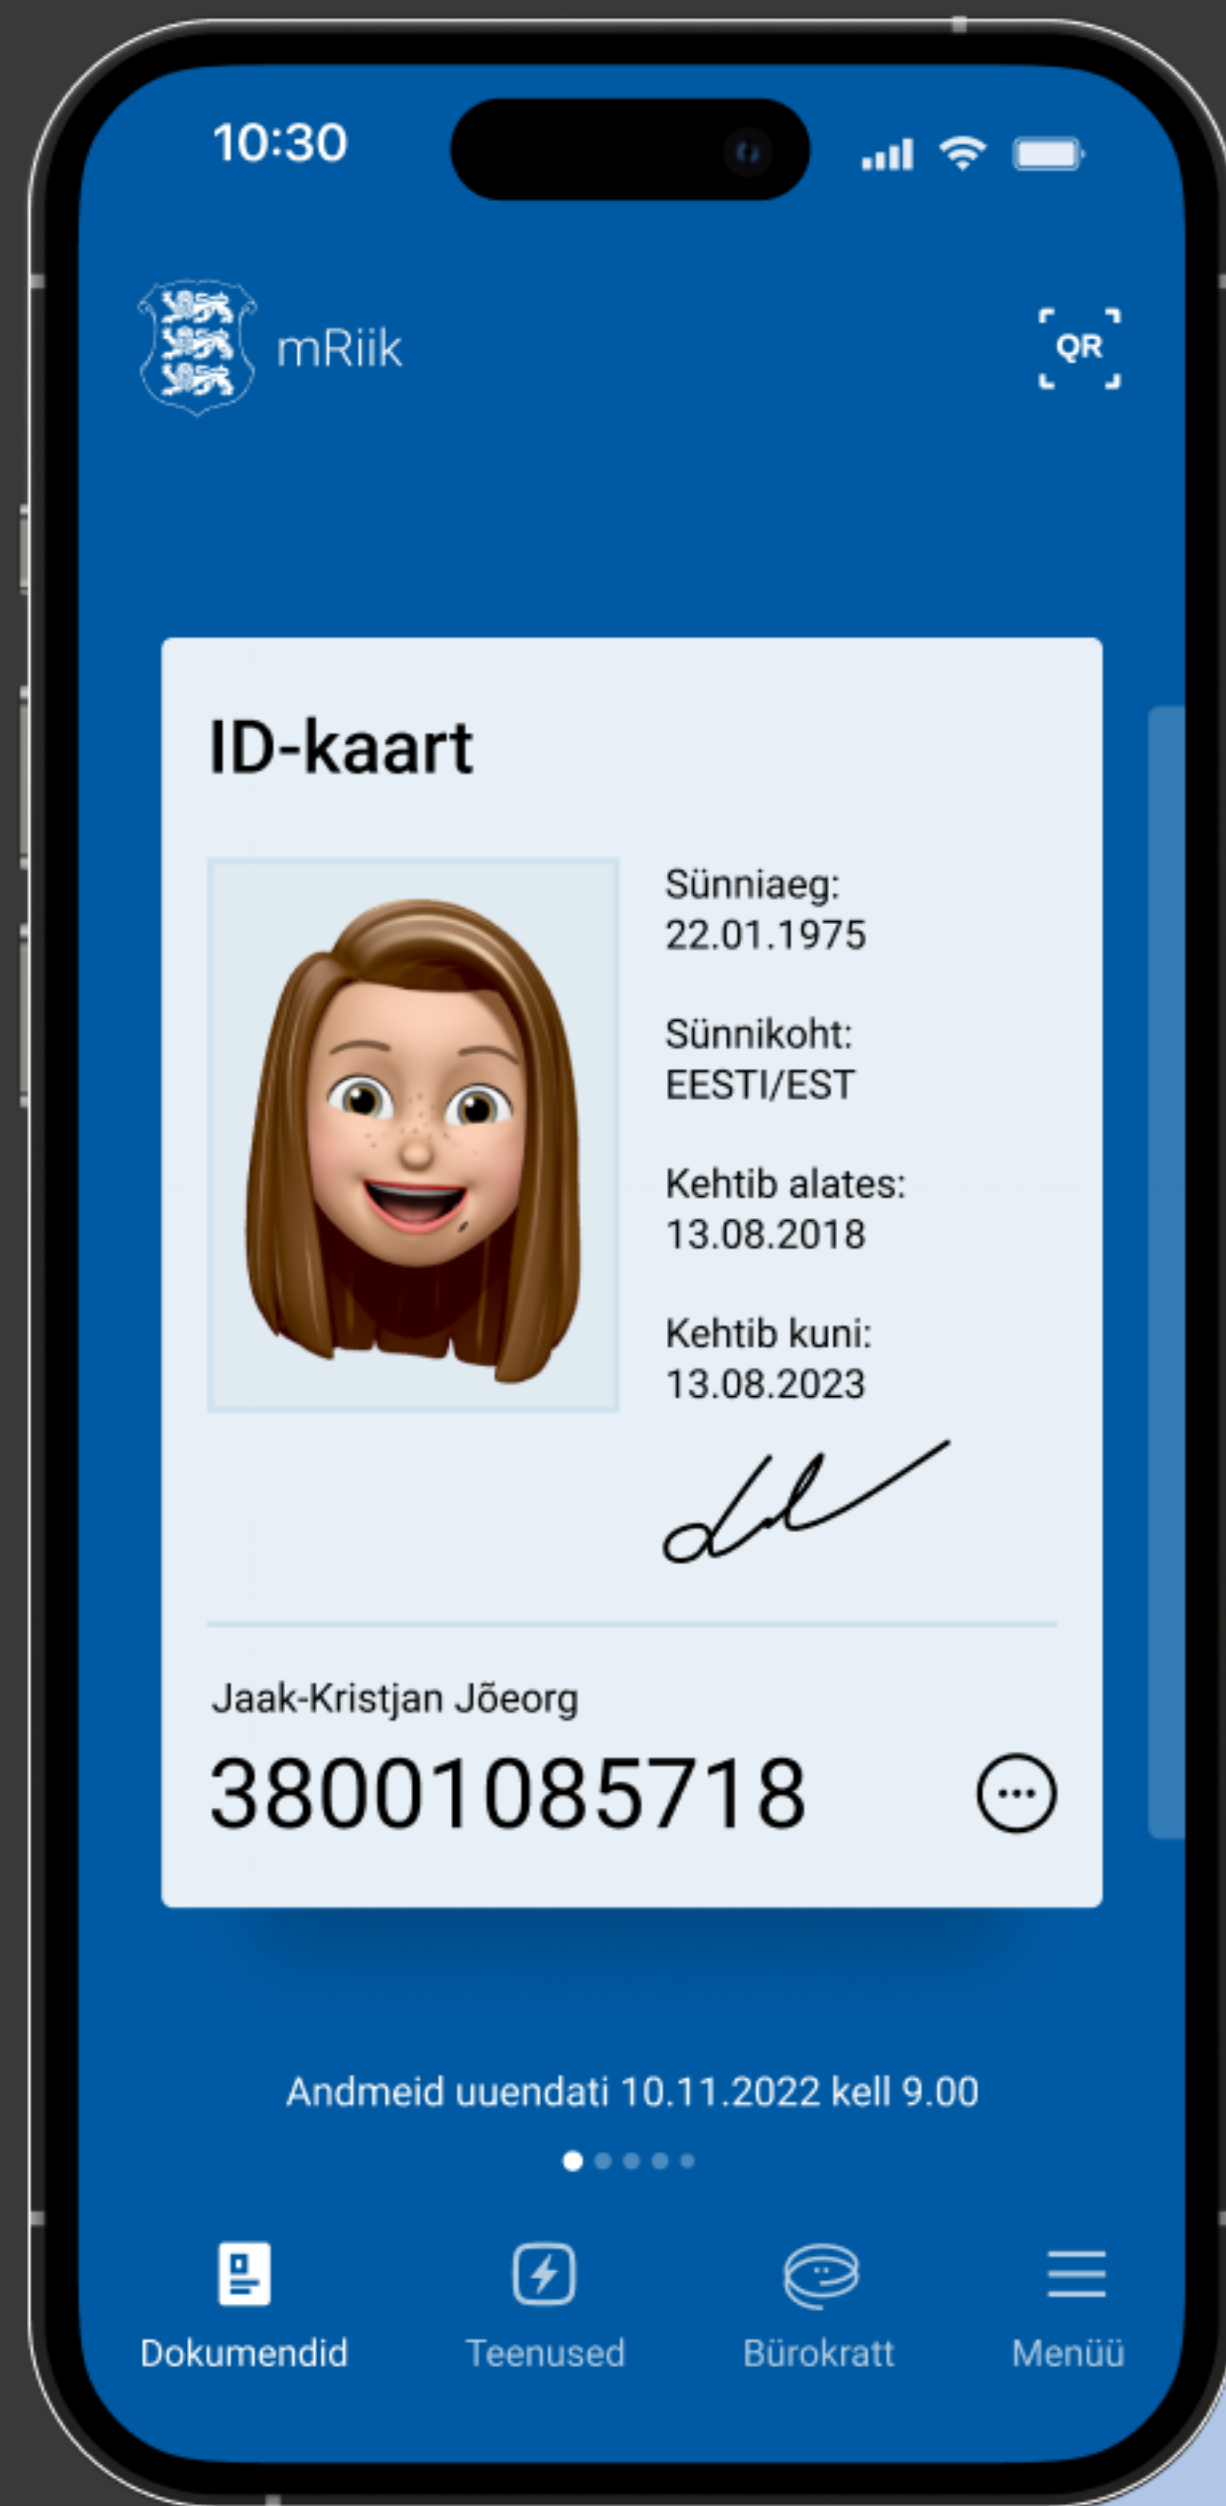 10:30
mRiik
QR
ID-kaart
Sünniaeg:
22.01.1975
Sünnikoht:
EESTI/EST
Kehtib alates:
13.08.2018
Kehtib kuni:
13.08.2023
Jaak-Kristjan Jõeorg
38001085718
Andmeid uuendati 10.11.2022 kell 9.00
Dokumendid
Teenused
Bürokratt
Menüü